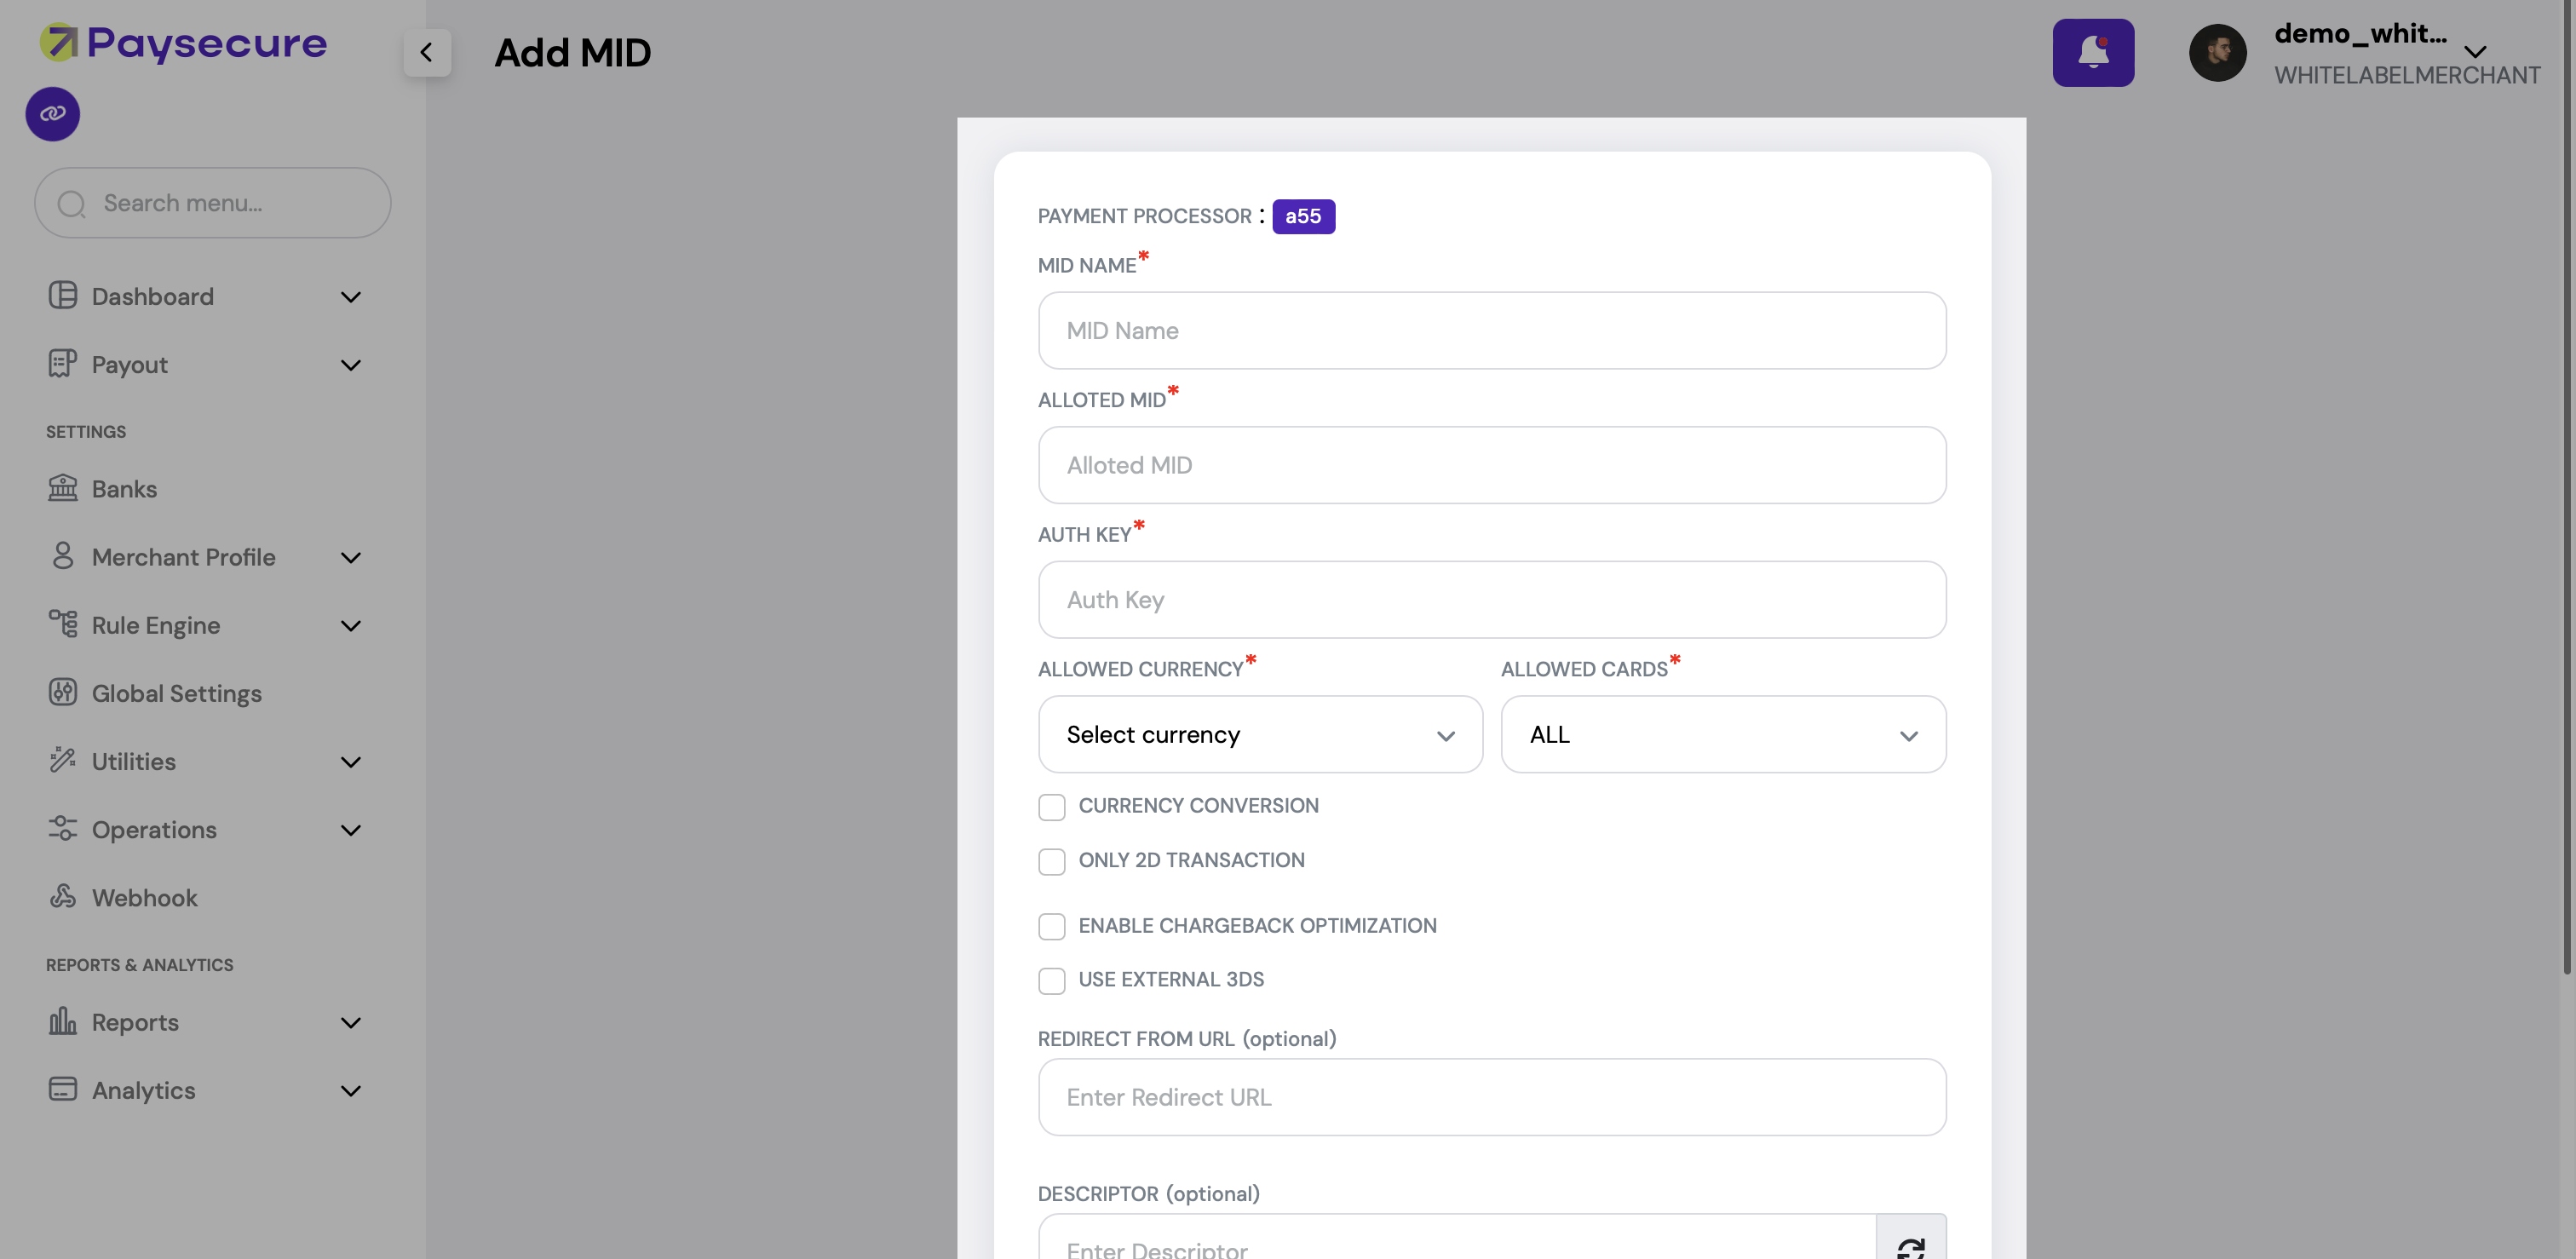 Paysecure
Add MID
demo_whit...
WHITELABELMERCHANT
Search menu...
Dashboard
Payout
SETTINGS
Banks
Merchant Profile
Rule Engine
Global Settings
Utilities
Operations
Webhook
REPORTS & ANALYTICS
Reports
Analytics
PAYMENT PROCESSOR : a55
MID NAME*
MID Name
ALLOTED MID*
Alloted MID
AUTH KEY*
Auth Key
ALLOWED CURRENCY* ALLOWED CARDS*
Select currency ALL
CURRENCY CONVERSION
ONLY 2D TRANSACTION
ENABLE CHARGEBACK OPTIMIZATION
USE EXTERNAL 3DS
REDIRECT FROM URL (optional)
Enter Redirect URL
DESCRIPTOR (optional)
Enter Descriptor